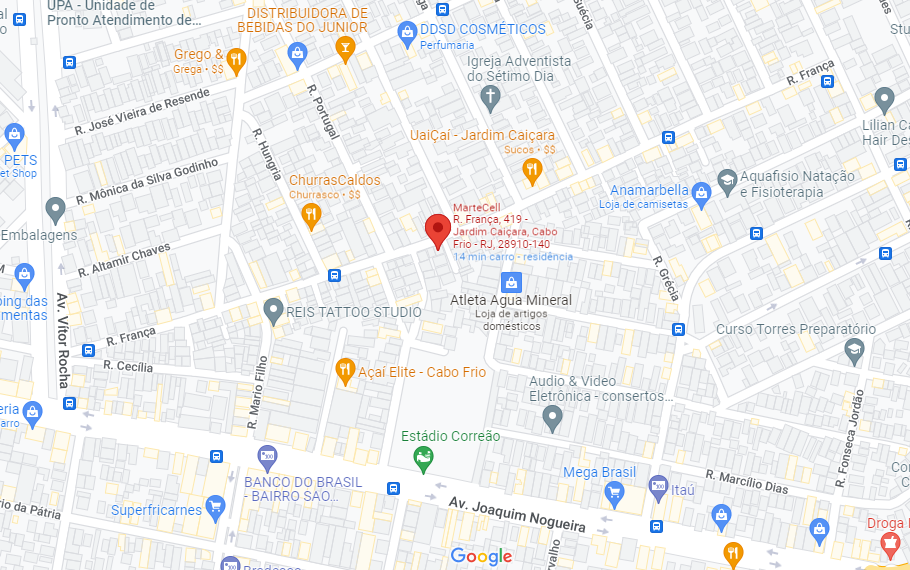 UPA - Unidade de
Pronto Atendimento de...
DISTRIBUIDORA DE
BEBIDAS DO JUNIOR
DDSD COSMÉTICOS
Perfumaria
Stu
Grego &
Grega • $$
Igreja Adventista
do Sétimo Dia
R. França
R. José Vieira de Resende
R. Portugal
R. Hungria
UaiÇaí - Jardim Caiçara
Sucos • $$
Lilian Ca
Hair Des
PETS
et Shop
R. Mônica da Silva Godinho
ChurrasCaldos
Churrasco • $$
Anamarbella
Loja de camisetas
Aquafisio Natação
e Fisioterapia
Embalagens
MarteCell
R. França, 419 -
Jardim Caiçara, Cabo
Frio - RJ, 28910-140
14 min carro - residência
R. Altamir Chaves
R. Grécia
ping das
mentas
Av. Vítor Rocha
Atleta Agua Mineral
Loja de artigos
domésticos
REIS TATTOO STUDIO
R. França
Curso Torres Preparatório
R. Cecília
R. Mario Filho
Açaí Elite - Cabo Frio
Audio & Video
Eletrônica - consertos...
R. Fonseca Jordão
eria
arro
Estádio Correão
BANCO DO BRASIL
- BAIRRO SAO...
Mega Brasil
Itaú
R. Marcílio Dias
Co
C
Superfricarnes
io da Pátria
Av. Joaquim Nogueira
Droga
Google
arvalho
Bradesco